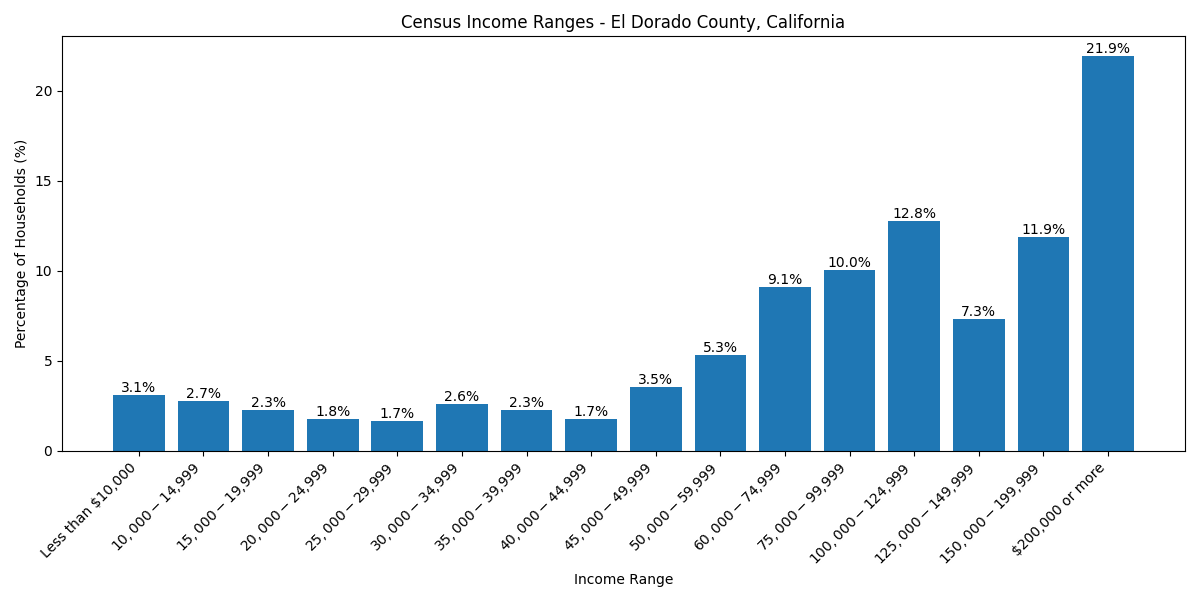 Census Income Ranges - El Dorado County, California
Percentage of Households (%)
20
15
10
5
0
3.1%
2.7%
2.3%
1.8%
1.7%
2.6%
2.3%
1.7%
3.5%
5.3%
9.1%
10.0%
12.8%
7.3%
11.9%
21.9%
Less than $10,000
10,000 - 14,999
15,000 - 19,999
20,000 - 24,999
25,000 - 29,999
30,000 - 34,999
35,000 - 39,999
40,000 - 44,999
45,000 - 49,999
50,000 - 59,999
60,000 - 74,999
75,000 - 99,999
100,000 - 124,999
125,000 - 149,999
150,000 - 199,999
$200,000 or more
Income Range